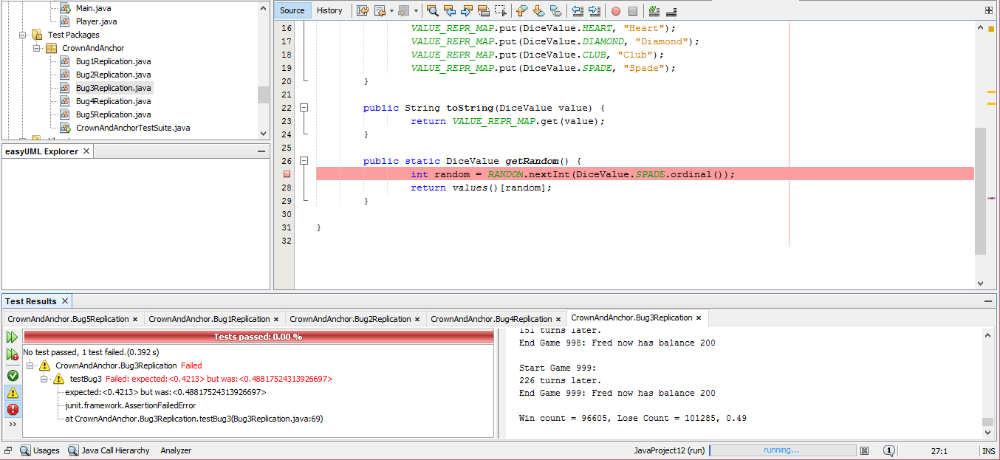 Main.java
Player.java
Test Packages
CrownAndAnchor
Bug1Replication.java
Bug2Replication.java
Bug3Replication.java
Bug4Replication.java
Bug5Replication.java
CrownAndAnchorTestSuite.java
easyUML Explorer
Source History
16 VALUE_REPR_MAP.put(DiceValue.HEART, "Heart");
17 VALUE_REPR_MAP.put(DiceValue.DIAMOND, "Diamond");
18 VALUE_REPR_MAP.put(DiceValue.CLUB, "Club");
19 VALUE_REPR_MAP.put(DiceValue.SPADE, "Spade");
20 }
21
22 public String toString(DiceValue value) {
23 return VALUE_REPR_MAP.get(value);
24 }
25
26 public static DiceValue getRandom() {
int random = RANDOM.nextInt(DiceValue.SPADE.ordinal());
28 return values()[random];
29 }
30
31 }
32
Test Results
CrownAndAnchor.Bug5Replication CrownAndAnchor.Bug1Replication CrownAndAnchor.Bug2Replication CrownAndAnchor.Bug4Replication CrownAndAnchor.Bug3Replication
Tests passed: 0.00 %
No test passed, 1 test failed.(0.392 s)
CrownAndAnchor.Bug3Replication Failed
testBug3 Failed: expected:<0.4213> but was:<0.48817524313926697>
expected:<0.4213> but was:<0.48817524313926697>
junit.framework.AssertionFailedError
at CrownAndAnchor.Bug3Replication.testBug3(Bug3Replication.java:69)
151 turns later.
End Game 998: Fred now has balance 200
Start Game 999:
226 turns later.
End Game 999: Fred now has balance 200
Win count = 96605, Lose Count = 101285, 0.49
Usages Java Call Hierarchy Analyzer JavaProject12 (run) running... 1 27:1 INS